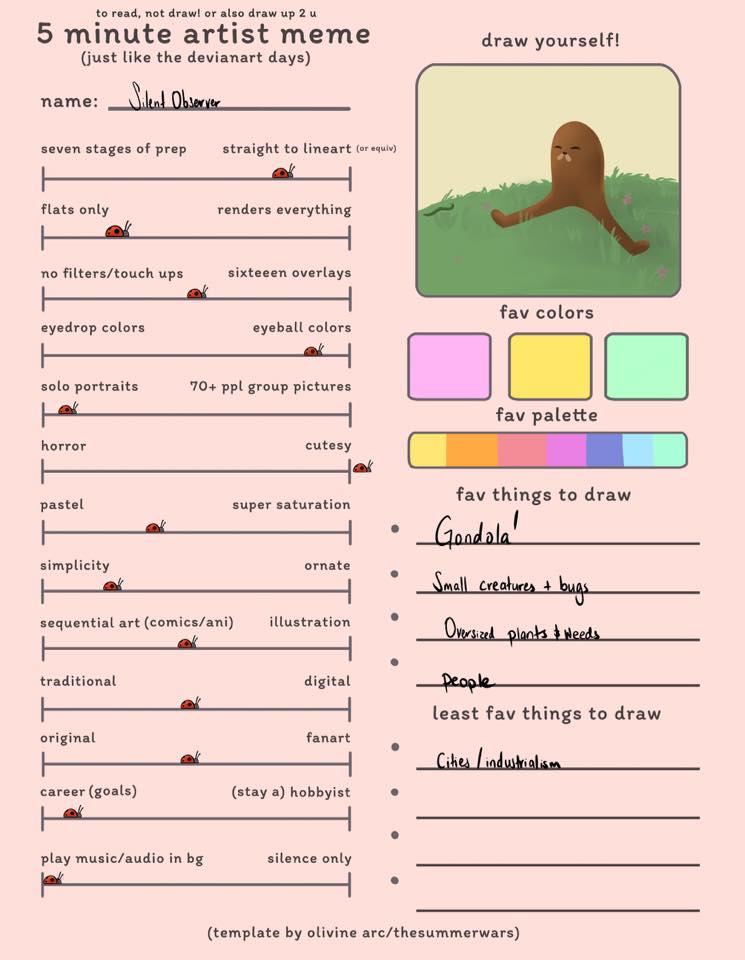 to read, not draw! or also draw up 2 u
5 minute artist meme
(just like the devianart days)
name: Silent Observer
seven stages of prep straight to lineart (or equiv)
flats only renders everything
no filters/touch ups sixteeen overlays
eyedrop colors eyeball colors
solo portraits 70+ ppl group pictures
horror cutesy
pastel super saturation
simplicity ornate
sequential art (comics/ani) illustration
traditional digital
original fanart
career (goals) (stay a) hobbyist
play music/audio in bg silence only
draw yourself!
fav colors
fav palette
fav things to draw
Gondola'
Small creatures + bugs
Oversized plants & weeds
people
least fav things to draw
Cities / industrialism
(template by olivine arc/thesummerwars)